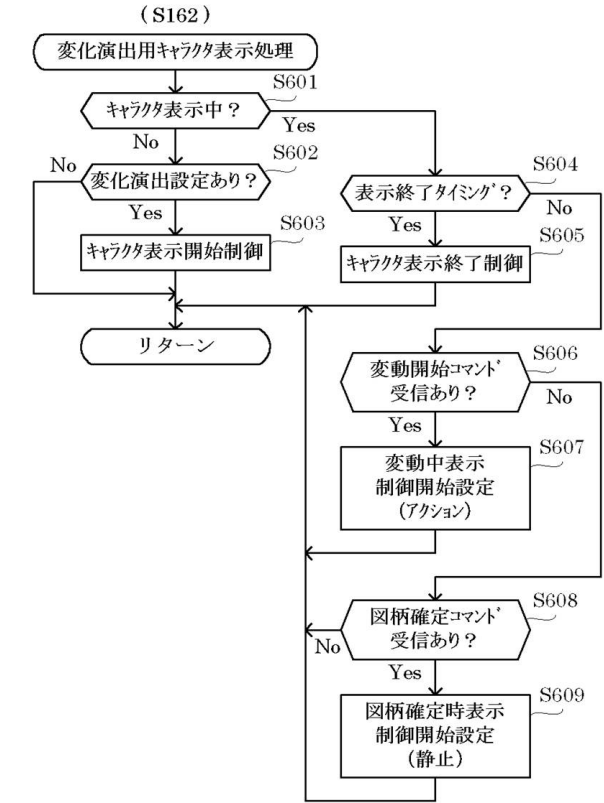 (S162)
変化演出用キャラクタ表示処理
S601
キャラクタ表示中？
Yes
No
S602
No
変化演出設定あり？
Yes
S603
キャラクタ表示開始制御
リターン
S604
表示終了タイミング？
No
Yes
S605
キャラクタ表示終了制御
S606
変動開始コマンド
受信あり？
No
Yes
S607
変動中表示
制御開始設定
(アクション)
S608
図柄確定コマンド
受信あり？
No
Yes
S609
図柄確定時表示
制御開始設定
(静止)